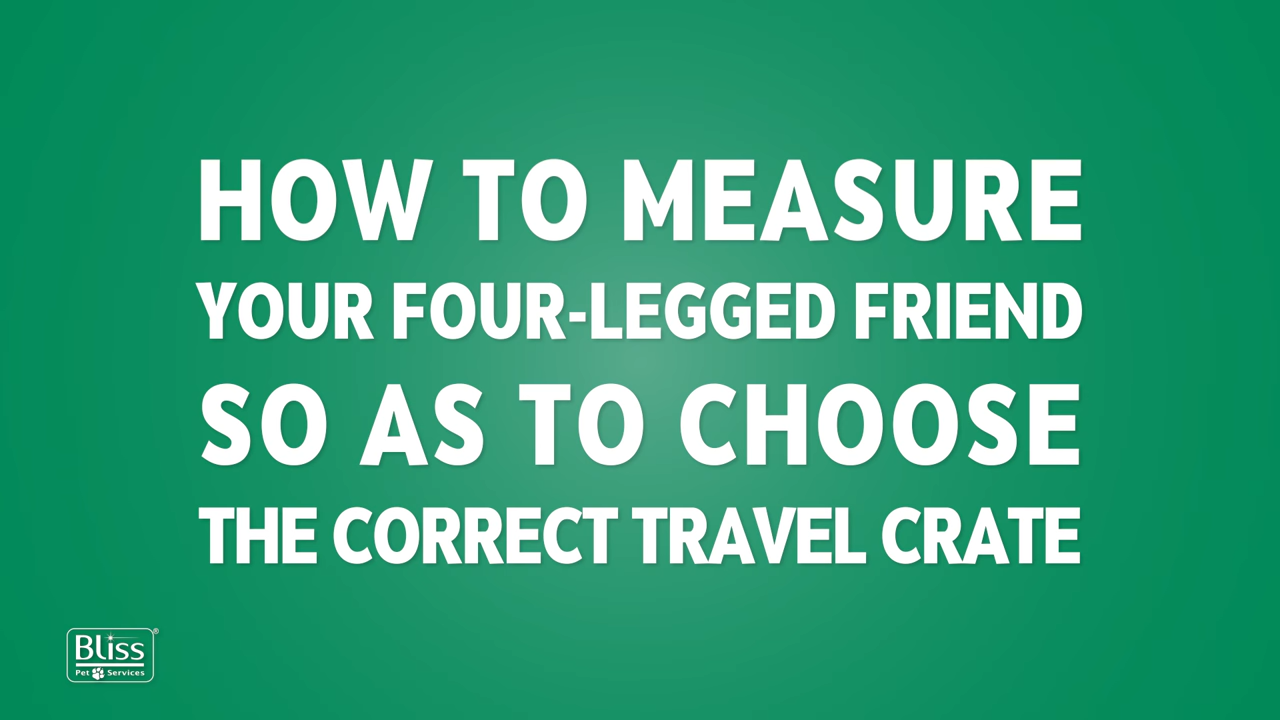 HOW TO MEASURE
YOUR FOUR-LEGGED FRIEND
SO AS TO CHOOSE
THE CORRECT TRAVEL CRATE
Bliss®
Pet Services